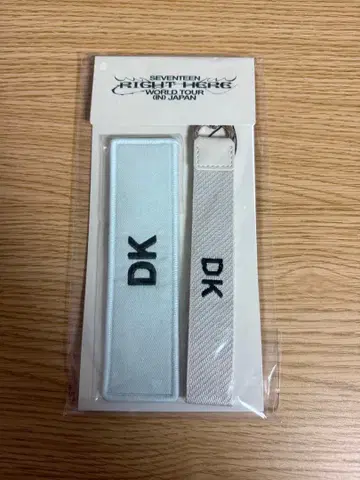 SEVENTEEN
RIGHT HERE
WORLD TOUR
(IN) JAPAN
DK
DK